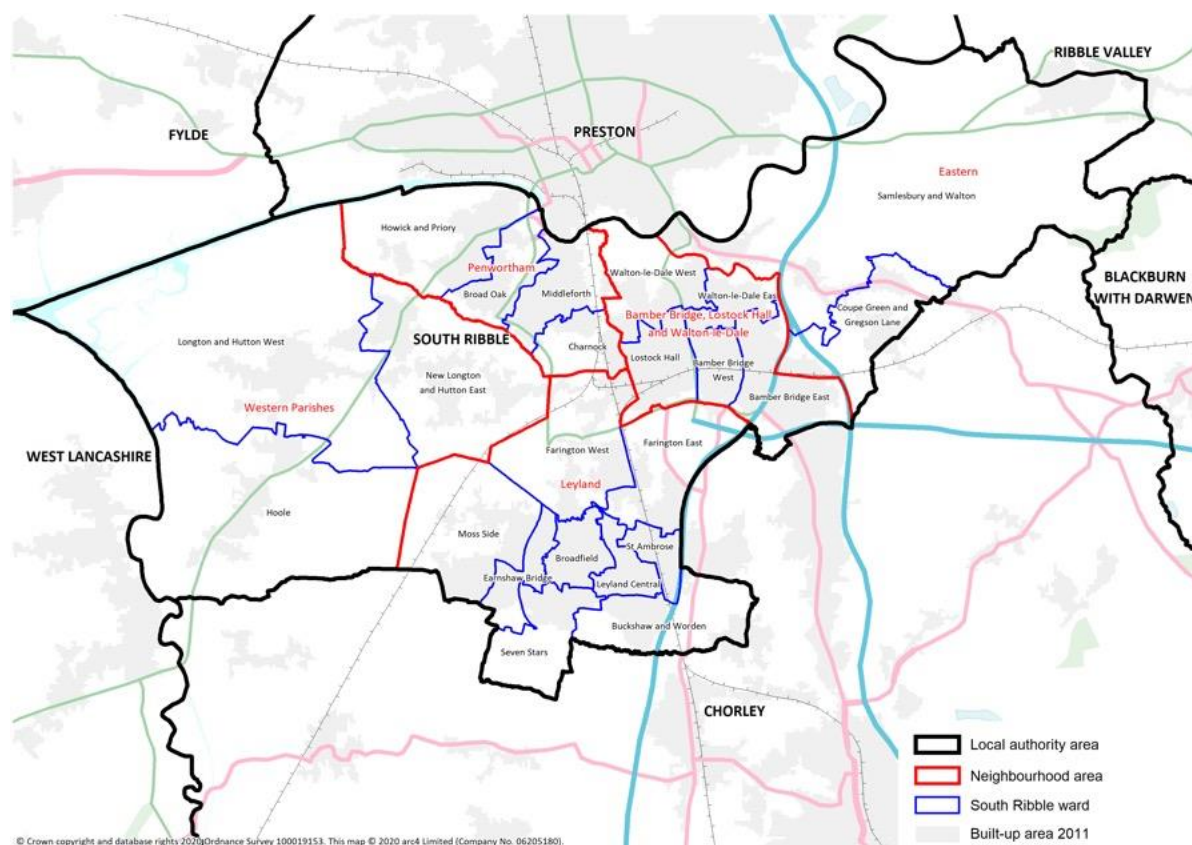 RIBBLE VALLEY
FYLDE
PRESTON
Eastern
Samlesbury and Walton
Howick and Priory
Penwortham
Broad Oak
Middleforth
Walton-le-Dale West
Walton-le-Dale East
BLACKBURN
WITH DARWEN
Coupe Green and
Gregson Lane
Bamber Bridge, Lostock Hall
and Walton-le-Dale
Longton and Hutton West
SOUTH RIBBLE
Charnock
Lostock Hall
Bamber Bridge
West
New Longton
and Hutton East
Bamber Bridge East
Western Parishes
WEST LANCASHIRE
Farington West
Farington East
Leyland
Hoole
Moss Side
St Ambrose
Broadfield
Earnshaw Bridge
Leyland Central
Buckshaw and Worden
Seven Stars
CHORLEY
Local authority area
Neighbourhood area
South Ribble ward
Built-up area 2011
© Crown copyright and database rights 2020 Ordnance Survey 100019153. This map © 2020 arc4 Limited (Company No. 06205180).